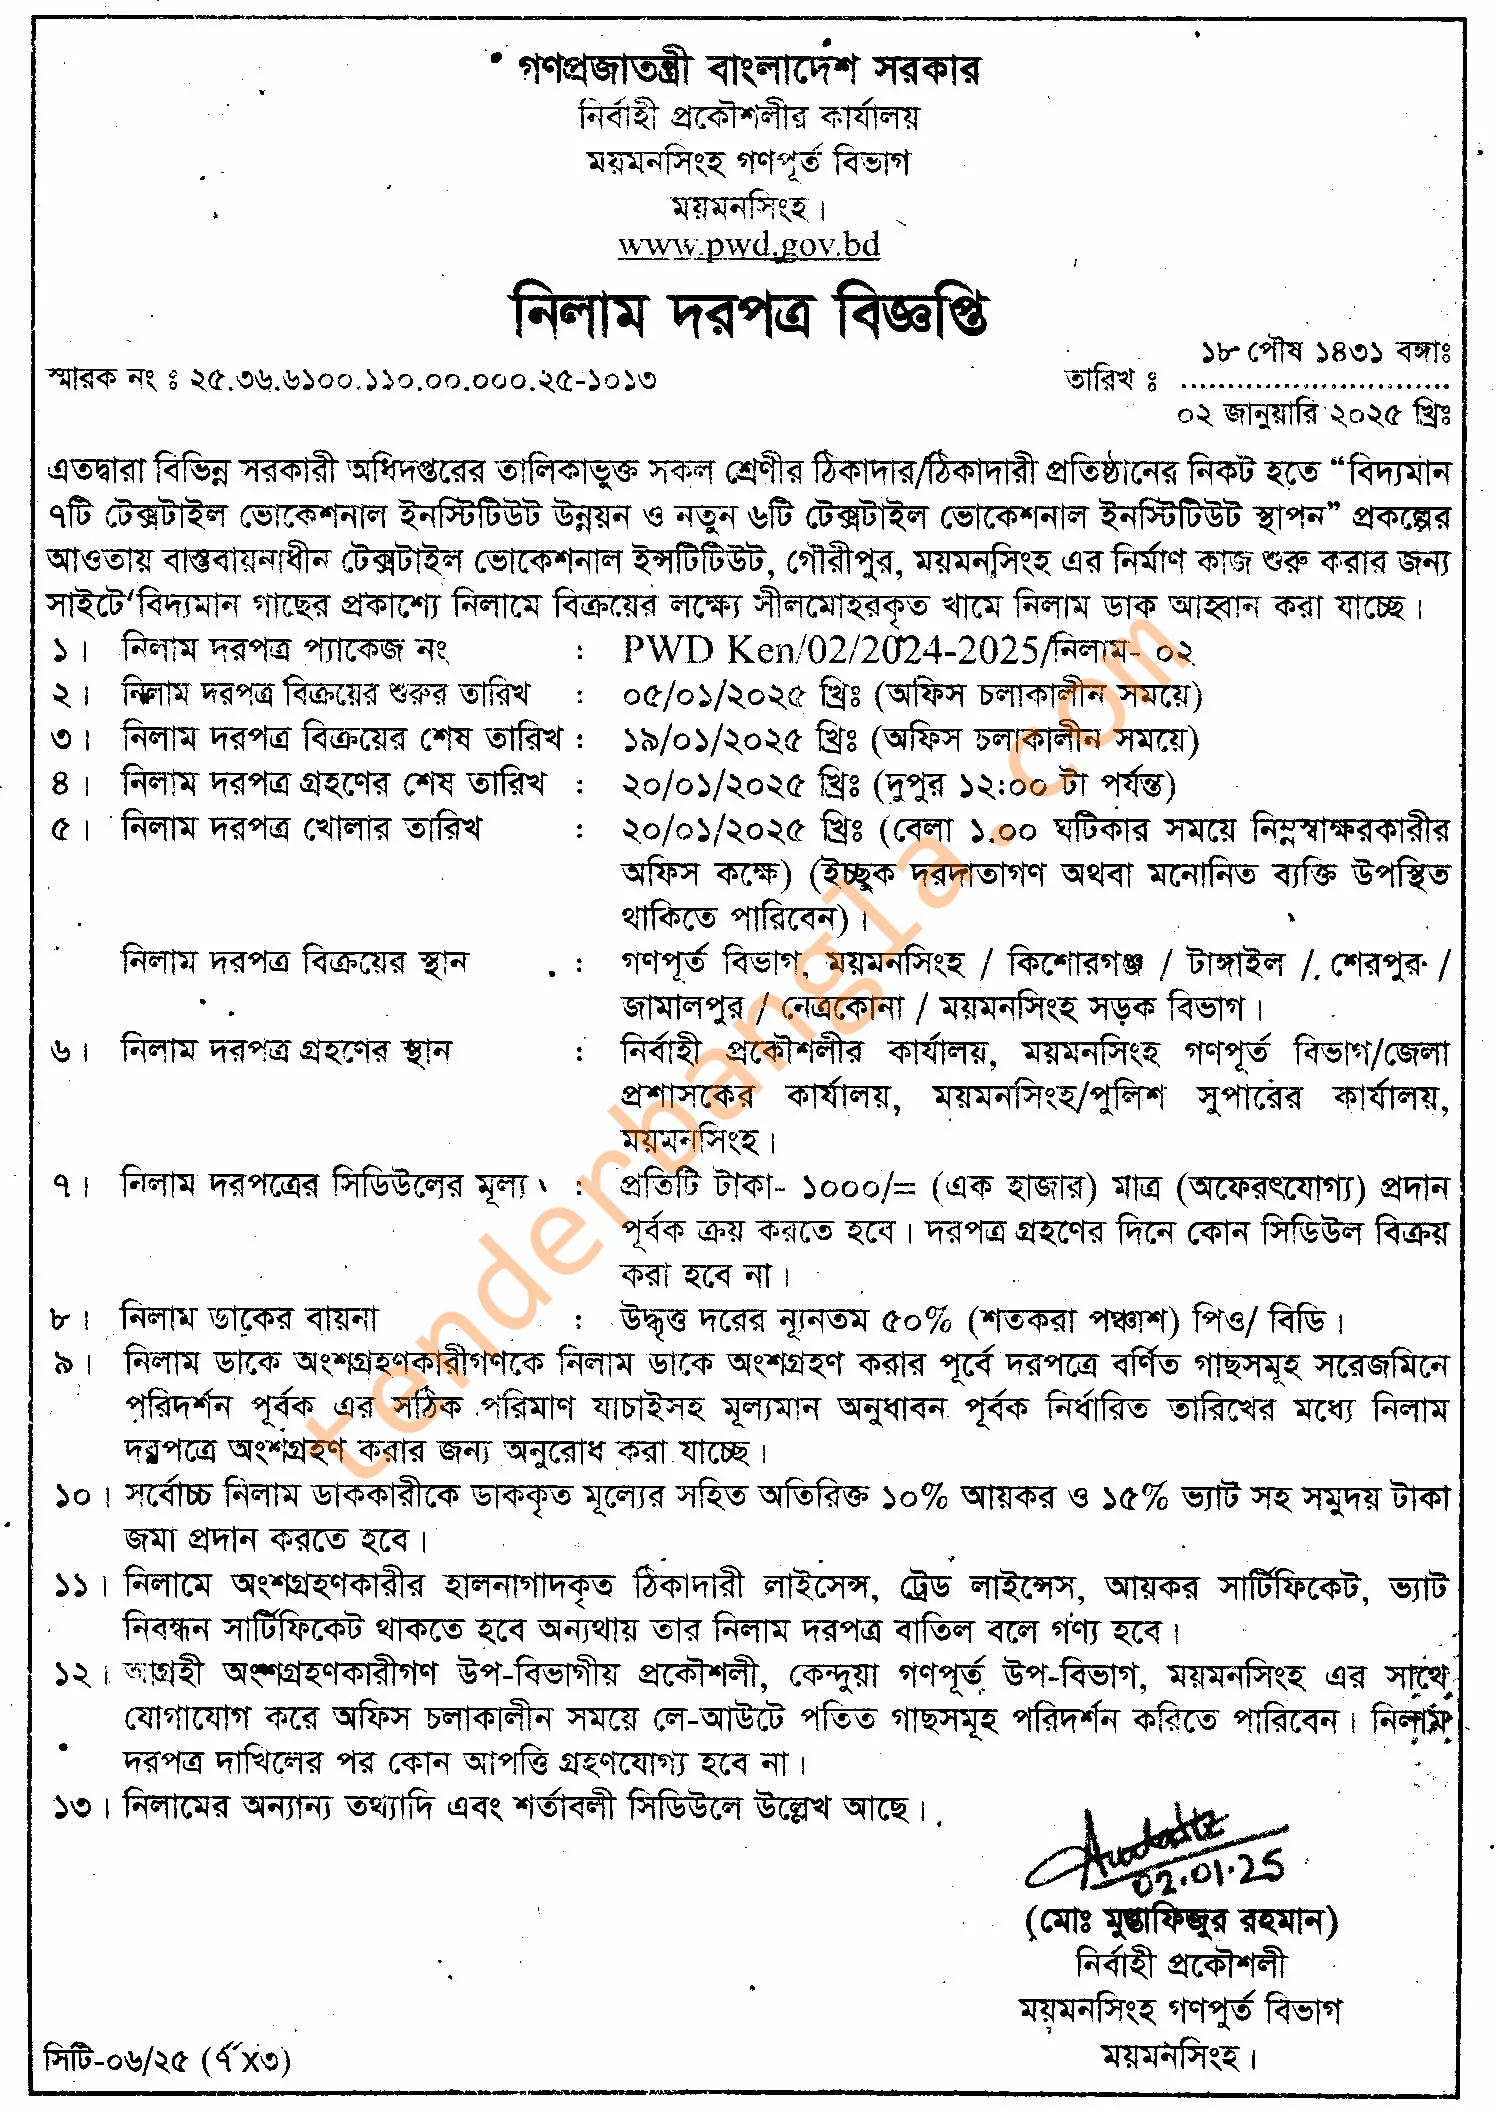 গণপ্রজাতন্ত্রী বাংলাদেশ সরকার
নির্বাহী প্রকৌশলীর কার্যালয়
ময়মনসিংহ গণপূর্ত বিভাগ
ময়মনসিংহ।
www.pwd.gov.bd
নিলাম দরপত্র বিজ্ঞপ্তি
১৮ পৌষ ১৪৩১ বঙ্গাঃ
স্মারক নং ঃ ২৫.৩৬.৬১০০.১১০.০০.০০০.২৫-১০১৩ তারিখ ঃ ............................
০২ জানুয়ারি ২০২৫ খ্রিঃ
এতদ্বারা বিভিন্ন সরকারী অধিদপ্তরের তালিকাভুক্ত সকল শ্রেণীর ঠিকাদার/ঠিকাদারী প্রতিষ্ঠানের নিকট হতে “বিদ্যমান
৭টি টেক্সটাইল ভোকেশনাল ইনস্টিটিউট উন্নয়ন ও নতুন ৬টি টেক্সটাইল ভোকেশনাল ইনস্টিটিউট স্থাপন” প্রকল্পের
আওতায় বাস্তবায়নাধীন টেক্সটাইল ভোকেশনাল ইন্সটিটিউট, গৌরীপুর, ময়মনসিংহ এর নির্মাণ কাজ শুরু করার জন্য
সাইটে বিদ্যমান গাছের প্রকাশ্যে নিলামে বিক্রয়ের লক্ষ্যে সীলমোহরকৃত খামে নিলাম ডাক আহ্বান করা যাচ্ছে।
১। নিলাম দরপত্র প্যাকেজ নং : PWD Ken/02/2024-2025/নিলাম- ০২
২। নিলাম দরপত্র বিক্রয়ের শুরুর তারিখ : ০৫/০১/২০২৫ খ্রিঃ (অফিস চলাকালীন সময়ে)
৩। নিলাম দরপত্র বিক্রয়ের শেষ তারিখ : ১৯/০১/২০২৫ খ্রিঃ (অফিস চলাকালীন সময়ে)
৪। নিলাম দরপত্র গ্রহণের শেষ তারিখ : ২০/০১/২০২৫ খ্রিঃ (দুপুর ১২:০০ টা পর্যন্ত)
৫। নিলাম দরপত্র খোলার তারিখ : ২০/০১/২০২৫ খ্রিঃ (বেলা ১.০০ ঘটিকার সময়ে নিম্নস্বাক্ষরকারীর
অফিস কক্ষে) (ইচ্ছুক দরদাতাগণ অথবা মনোনিত ব্যক্তি উপস্থিত
থাকিতে পারিবেন)।
নিলাম দরপত্র বিক্রয়ের স্থান : গণপূর্ত বিভাগ, ময়মনসিংহ / কিশোরগঞ্জ / টাঙ্গাইল / শেরপুর /
জামালপুর / নেত্রকোনা / ময়মনসিংহ সড়ক বিভাগ।
৬। নিলাম দরপত্র গ্রহণের স্থান : নির্বাহী প্রকৌশলীর কার্যালয়, ময়মনসিংহ গণপূর্ত বিভাগ/জেলা
প্রশাসকের কার্যালয়, ময়মনসিংহ/পুলিশ সুপারের কার্যালয়,
ময়মনসিংহ।
৭। নিলাম দরপত্রের সিডিউলের মূল্য : প্রতিটি টাকা- ১০০০/= (এক হাজার) মাত্র (অফেরৎযোগ্য) প্রদান
পূর্বক ক্রয় করতে হবে। দরপত্র গ্রহণের দিনে কোন সিডিউল বিক্রয়
করা হবে না।
৮। নিলাম ডাকের বায়না : উদ্ধৃত্ত দরের ন্যূনতম ৫০% (শতকরা পঞ্চাশ) পিও/ বিডি।
৯। নিলাম ডাকে অংশগ্রহণকারীগণকে নিলাম ডাকে অংশগ্রহণ করার পূর্বে দরপত্রে বর্ণিত গাছসমূহ সরেজমিনে
পরিদর্শন পূর্বক এর সঠিক পরিমাণ যাচাইসহ মূল্যমান অনুধাবন পূর্বক নির্ধারিত তারিখের মধ্যে নিলাম
দরপত্রে অংশগ্রহণ করার জন্য অনুরোধ করা যাচ্ছে।
১০। সর্বোচ্চ নিলাম ডাককারীকে ডাককৃত মূল্যের সহিত অতিরিক্ত ১০% আয়কর ও ১৫% ভ্যাট সহ সমুদয় টাকা
জমা প্রদান করতে হবে।
১১। নিলামে অংশগ্রহণকারীর হালনাগাদকৃত ঠিকাদারী লাইসেন্স, ট্রেড লাইন্সেস, আয়কর সার্টিফিকেট, ভ্যাট
নিবন্ধন সার্টিফিকেট থাকতে হবে অন্যথায় তার নিলাম দরপত্র বাতিল বলে গণ্য হবে।
১২। আগ্রহী অংশগ্রহণকারীগণ উপ-বিভাগীয় প্রকৌশলী, কেন্দুয়া গণপূর্ত উপ-বিভাগ, ময়মনসিংহ এর সাথে
যোগাযোগ করে অফিস চলাকালীন সময়ে লে-আউটে পতিত গাছসমূহ পরিদর্শন করিতে পারিবেন। নিলাম
দরপত্র দাখিলের পর কোন আপত্তি গ্রহণযোগ্য হবে না।
১৩। নিলামের অন্যান্য তথ্যাদি এবং শর্তাবলী সিডিউলে উল্লেখ আছে।
02.01.25
(মোঃ মুস্তাফিজুর রহমান)
নির্বাহী প্রকৌশলী
ময়মনসিংহ গণপূর্ত বিভাগ
ময়মনসিংহ।
সিটি-০৬/২৫ (৭×৩)
tenderbangla.com